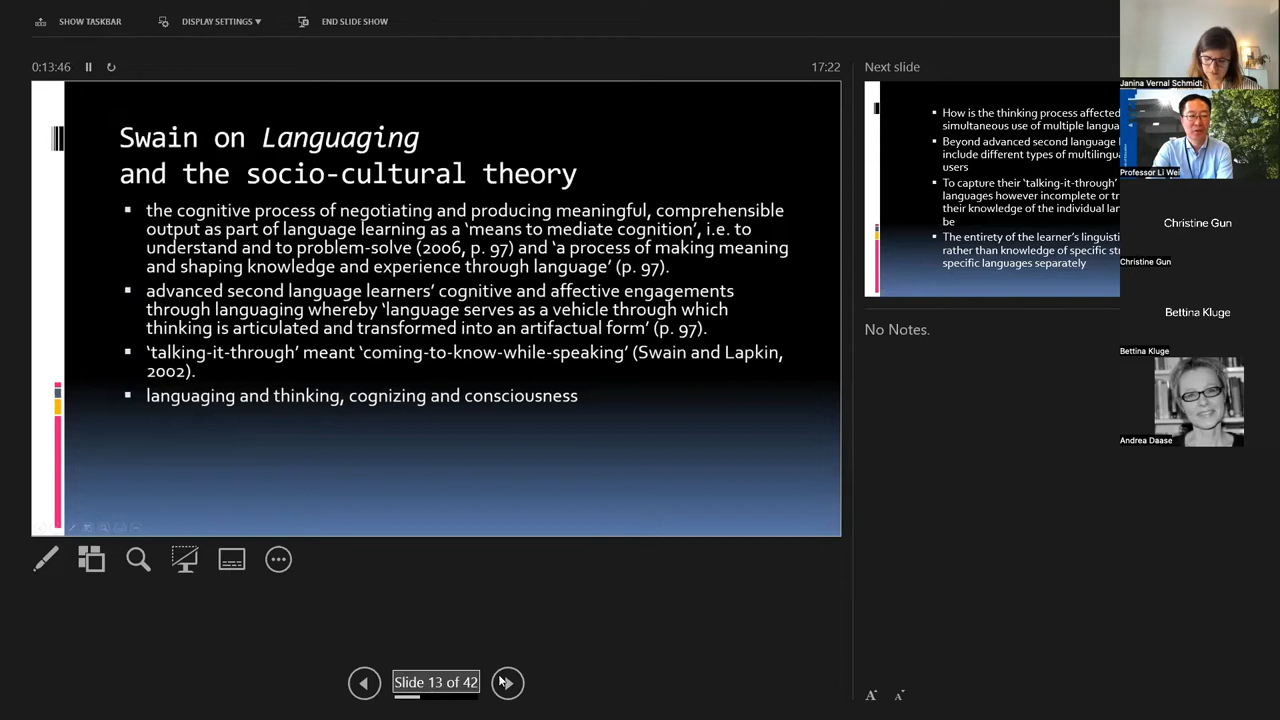 SHOW TASKBAR
DISPLAY SETTINGS ▼
END SLIDE SHOW
0:13:46
17:22
Swain on Languaging
and the socio-cultural theory
▪ the cognitive process of negotiating and producing meaningful, comprehensible
output as part of language learning as a ‘means to mediate cognition’, i.e. to
understand and to problem-solve (2006, p. 97) and ‘a process of making meaning
and shaping knowledge and experience through language’ (p. 97).
▪ advanced second language learners’ cognitive and affective engagements
through languaging whereby ‘language serves as a vehicle through which
thinking is articulated and transformed into an artifactual form’ (p. 97).
▪ ‘talking-it-through’ meant ‘coming-to-know-while-speaking’ (Swain and Lapkin,
2002).
▪ languaging and thinking, cognizing and consciousness
Slide 13 of 42
Next slide
▪ How is the thinking process affected
simultaneous use of multiple langua
▪ Beyond advanced second language
include different types of multilingu
users
▪ To capture their ‘talking-it-through’
languages however incomplete or tr
their knowledge of the individual lan
be
▪ The entirety of the learner’s linguisti
rather than knowledge of specific stru
specific languages separately
No Notes.
A
A
Janina Vernal Schmidt
Professor Li Wei
Christine Gun
Christine Gun
Bettina Kluge
Bettina Kluge
Andrea Daase